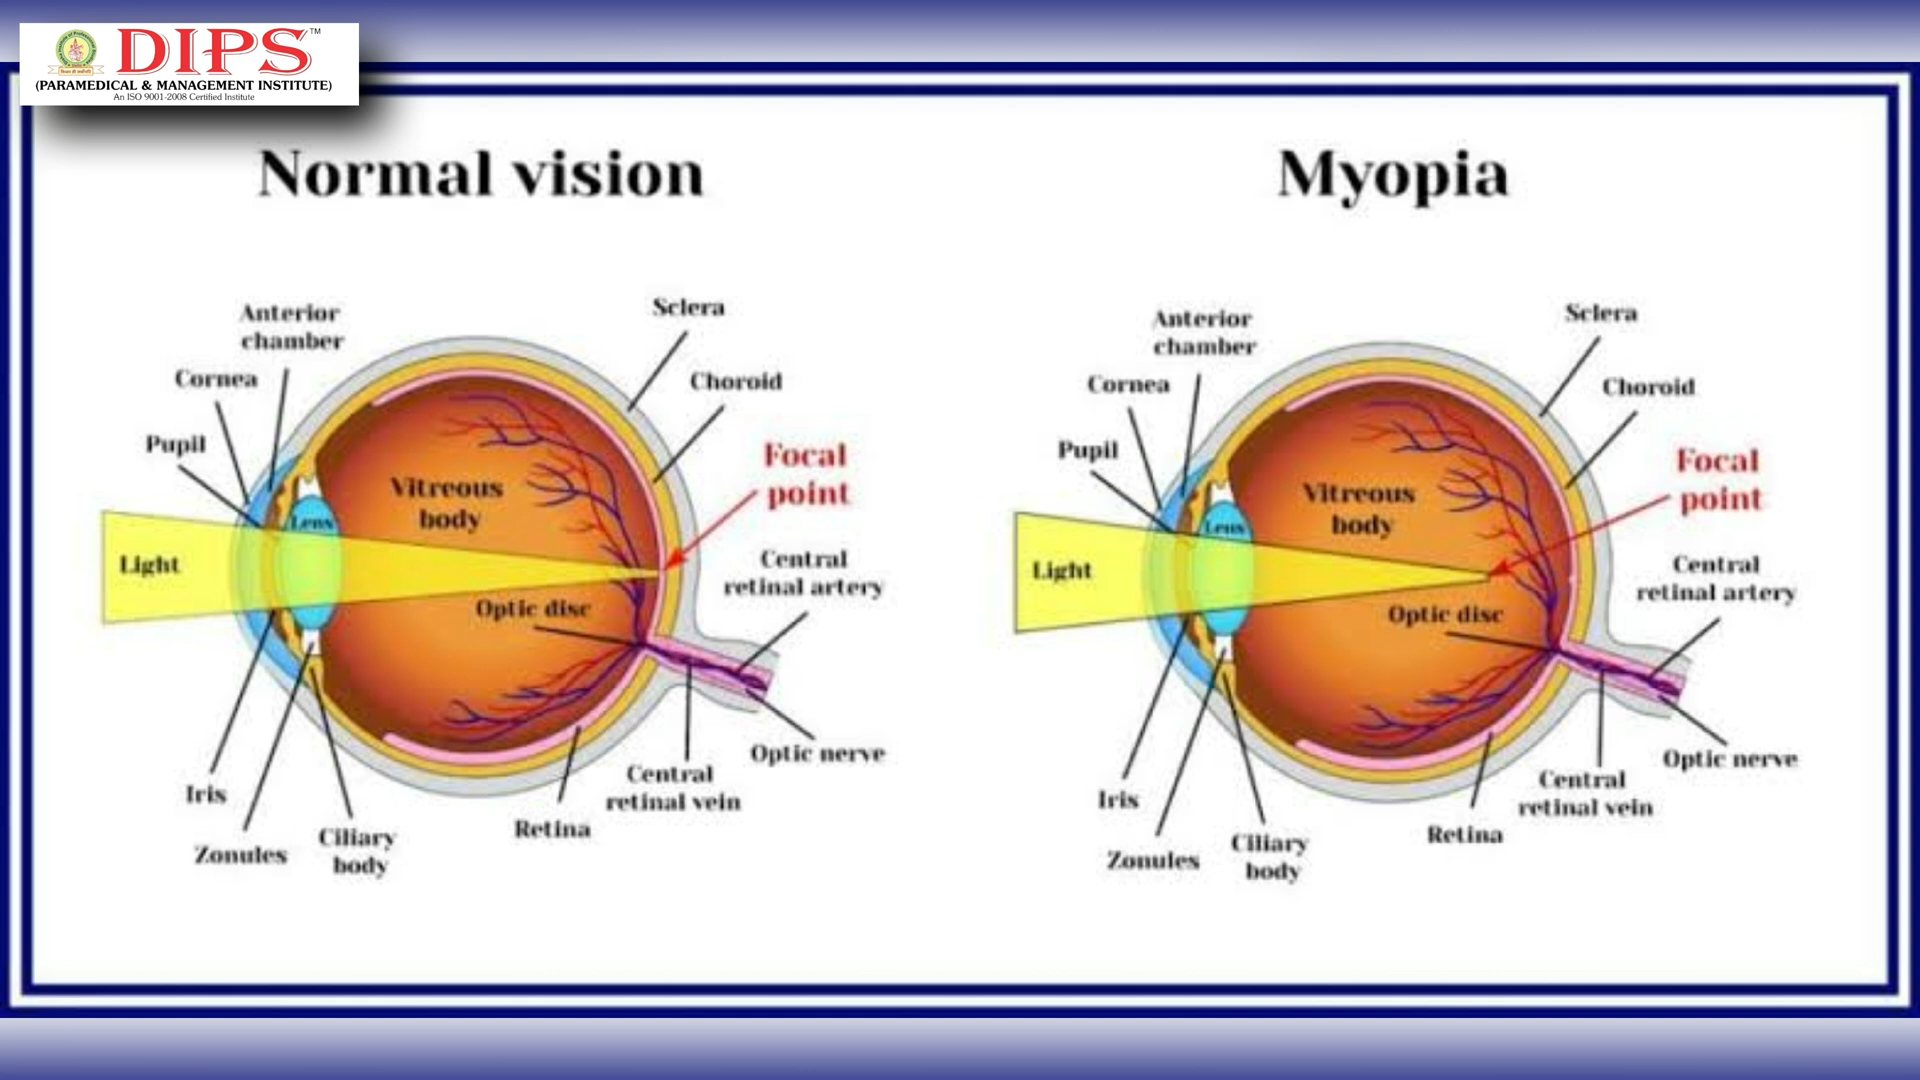 DIPS™
(PARAMEDICAL & MANAGEMENT INSTITUTE)
An ISO 9001-2008 Certified Institute
Normal vision
Anterior
chamber
Cornea
Pupil
Light
Lens
Vitreous
body
Optic disc
Sclera
Choroid
Focal
point
Central
retinal artery
Optic nerve
Central
retinal vein
Retina
Ciliary
body
Zonules
Iris
Myopia
Anterior
chamber
Cornea
Pupil
Light
Lens
Vitreous
body
Optic disc
Sclera
Choroid
Focal
point
Central
retinal artery
Optic nerve
Central
retinal vein
Retina
Ciliary
body
Zonules
Iris